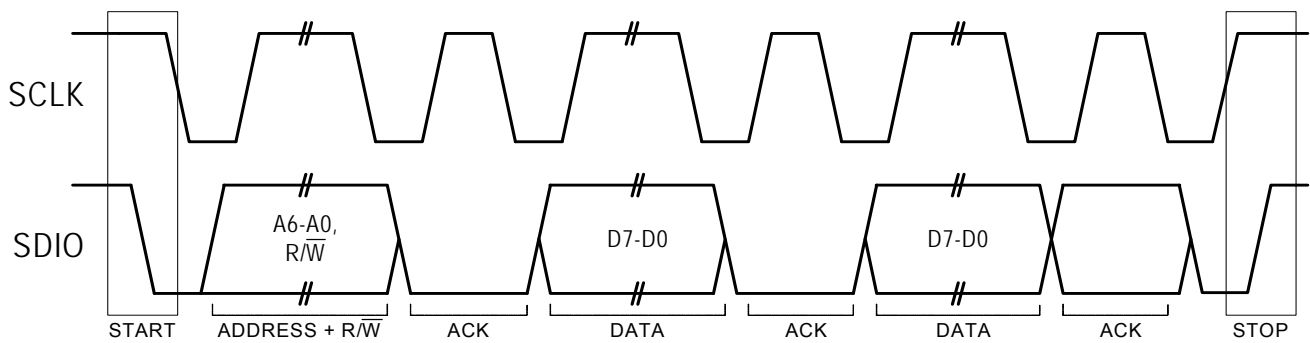 SCLK
SDIO
A6-A0,
R/W̅
D7-D0
D7-D0
START
ADDRESS + R/W̅
ACK
DATA
ACK
DATA
ACK
STOP